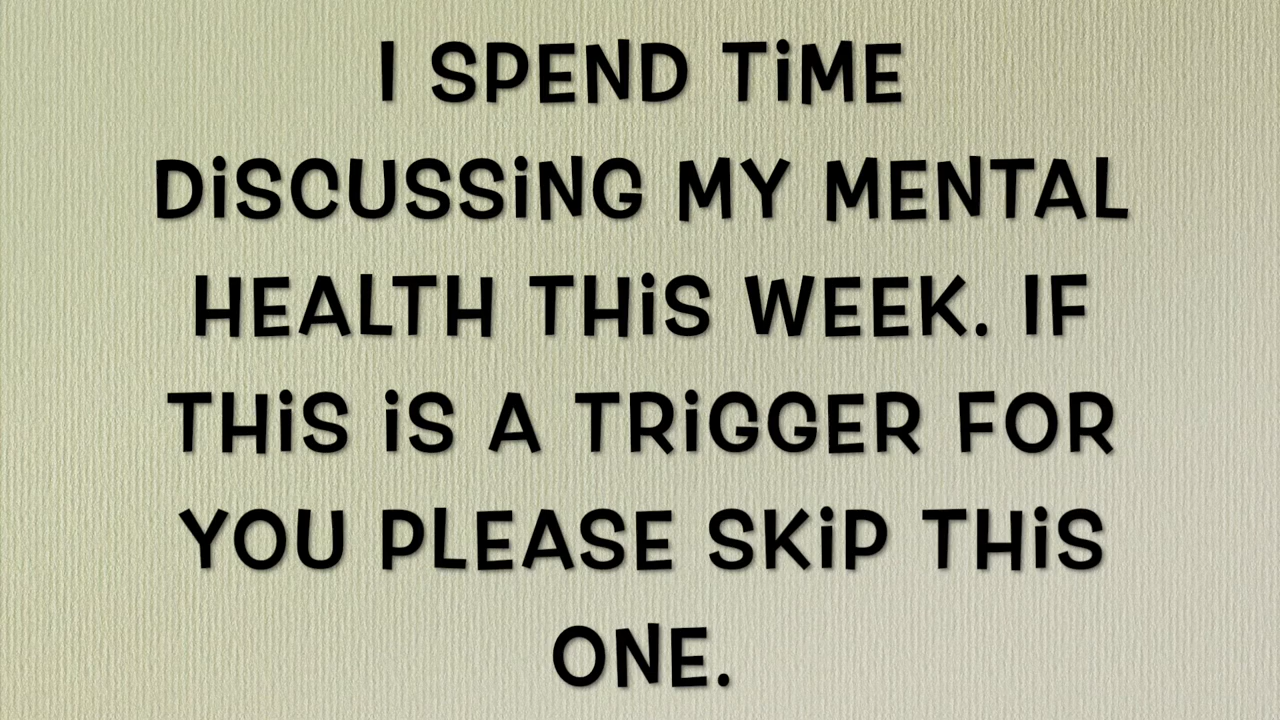 I SPEND TiME
DiSCUSSiNG MY MENTAL
HEALTH THiS WEEK. IF
THiS iS A TRiGGER FOR
YOU PLEASE SKiP THiS
ONE.